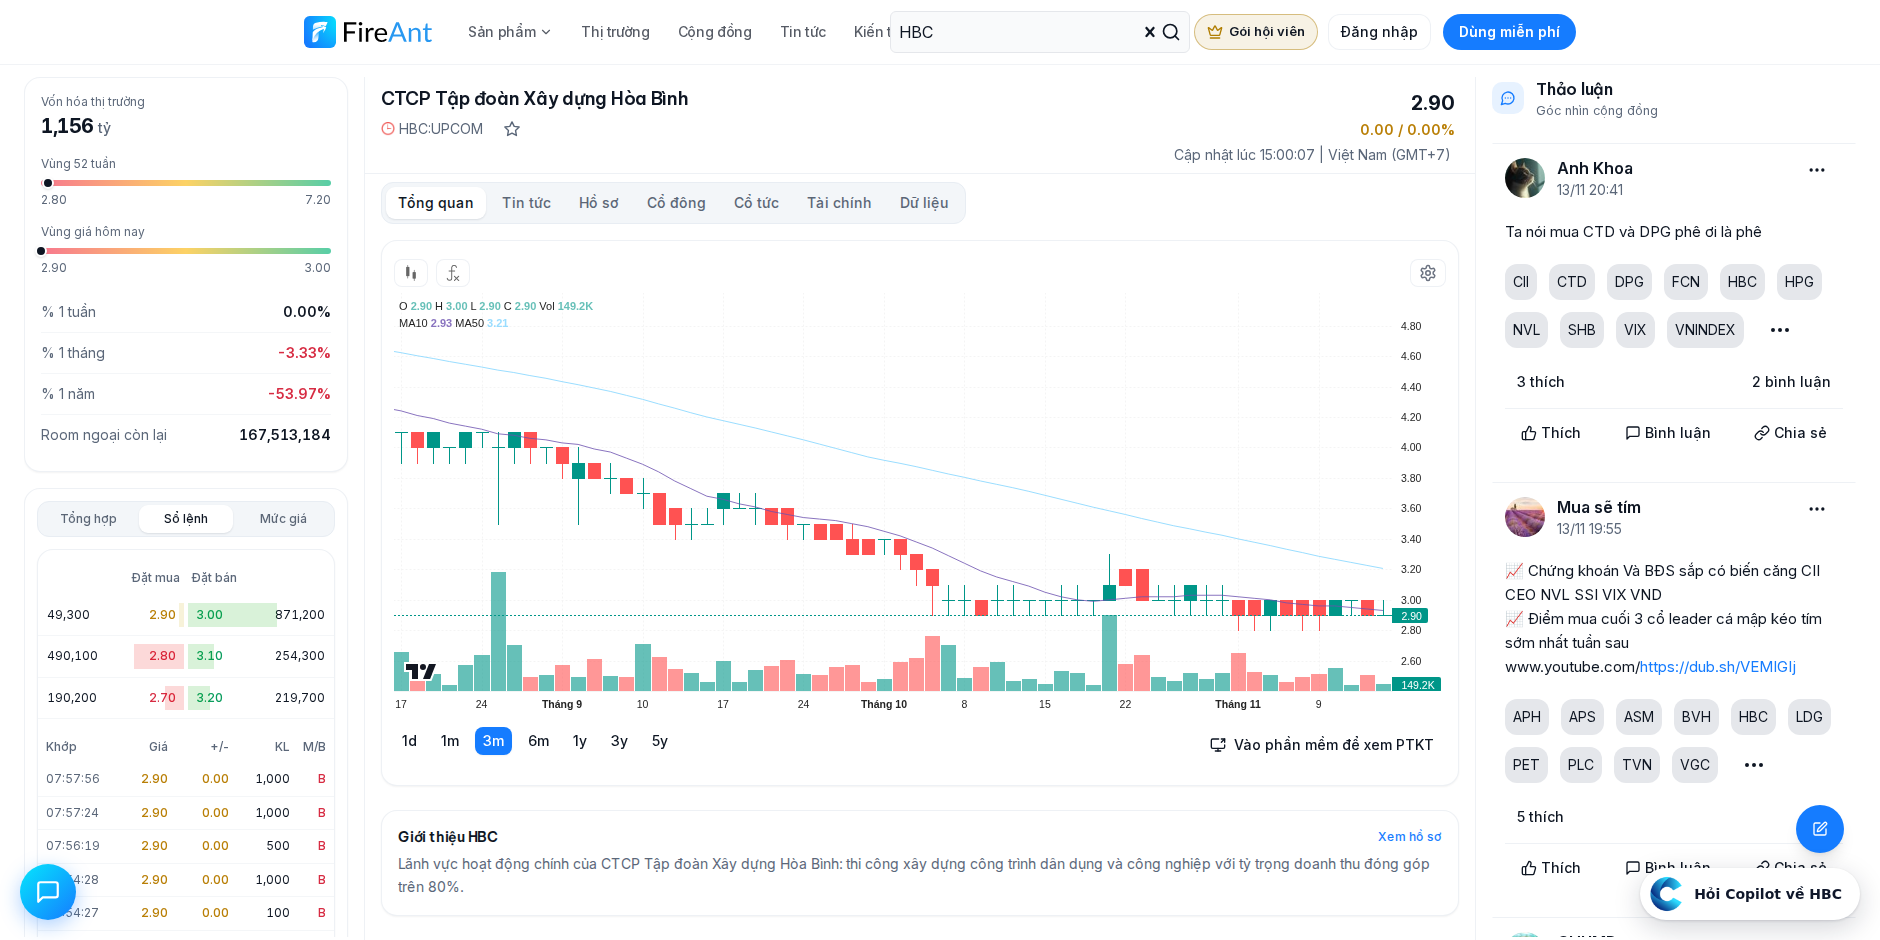 FireAnt
Sản phẩm
Thị trường
Cộng đồng
Tin tức
Kiến t
HBC
Gói hội viên
Đăng nhập
Dùng miễn phí
Vốn hóa thị trường
1,156 tỷ
Vùng 52 tuần
2.80 7.20
Vùng giá hôm nay
2.90 3.00
% 1 tuần 0.00%
% 1 tháng -3.33%
% 1 năm -53.97%
Room ngoại còn lại 167,513,184
Tổng hợp Sổ lệnh Mức giá
Đặt mua Đặt bán
49,300 2.90 3.00 871,200
490,100 2.80 3.10 254,300
190,200 2.70 3.20 219,700
Khớp Giá +/- KL M/B
07:57:56 2.90 0.00 1,000 B
07:57:24 2.90 0.00 1,000 B
07:56:19 2.90 0.00 500 B
4:28 2.90 0.00 1,000 B
54:27 2.90 0.00 100 B
CTCP Tập đoàn Xây dựng Hòa Bình
HBC:UPCOM
2.90
0.00 / 0.00%
Cập nhật lúc 15:00:07 | Việt Nam (GMT+7)
Tổng quan Tin tức Hồ sơ Cổ đông Cổ tức Tài chính Dữ liệu
O 2.90 H 3.00 L 2.90 C 2.90 Vol 149.2K
MA10 2.93 MA50 3.21
4.80
4.60
4.40
4.20
4.00
3.80
3.60
3.40
3.20
3.00
2.90
2.80
2.60
149.2K
17 24 Tháng 9 10 17 24 Tháng 10 8 15 22 Tháng 11 9
1d 1m 3m 6m 1y 3y 5y
Vào phần mềm để xem PTKT
Giới thiệu HBC
Xem hồ sơ
Lãnh vực hoạt động chính của CTCP Tập đoàn Xây dựng Hòa Bình: thi công xây dựng công trình dân dụng và công nghiệp với tỷ trọng doanh thu đóng góp
trên 80%.
Thảo luận
Góc nhìn cộng đồng
Anh Khoa
13/11 20:41
Ta nói mua CTD và DPG phê ơi là phê
CII CTD DPG FCN HBC HPG
NVL SHB VIX VNINDEX
3 thích 2 bình luận
Thích Bình luận Chia sẻ
Mua sẽ tím
13/11 19:55
📈 Chứng khoán Và BĐS sắp có biến căng CII
CEO NVL SSI VIX VND
📈 Điểm mua cuối 3 cổ leader cá mập kéo tím
sớm nhất tuần sau
www.youtube.com/https://dub.sh/VEMIGIj
APH APS ASM BVH HBC LDG
PET PLC TVN VGC
5 thích
Thích Bình luận Chia sẻ
Hỏi Copilot về HBC